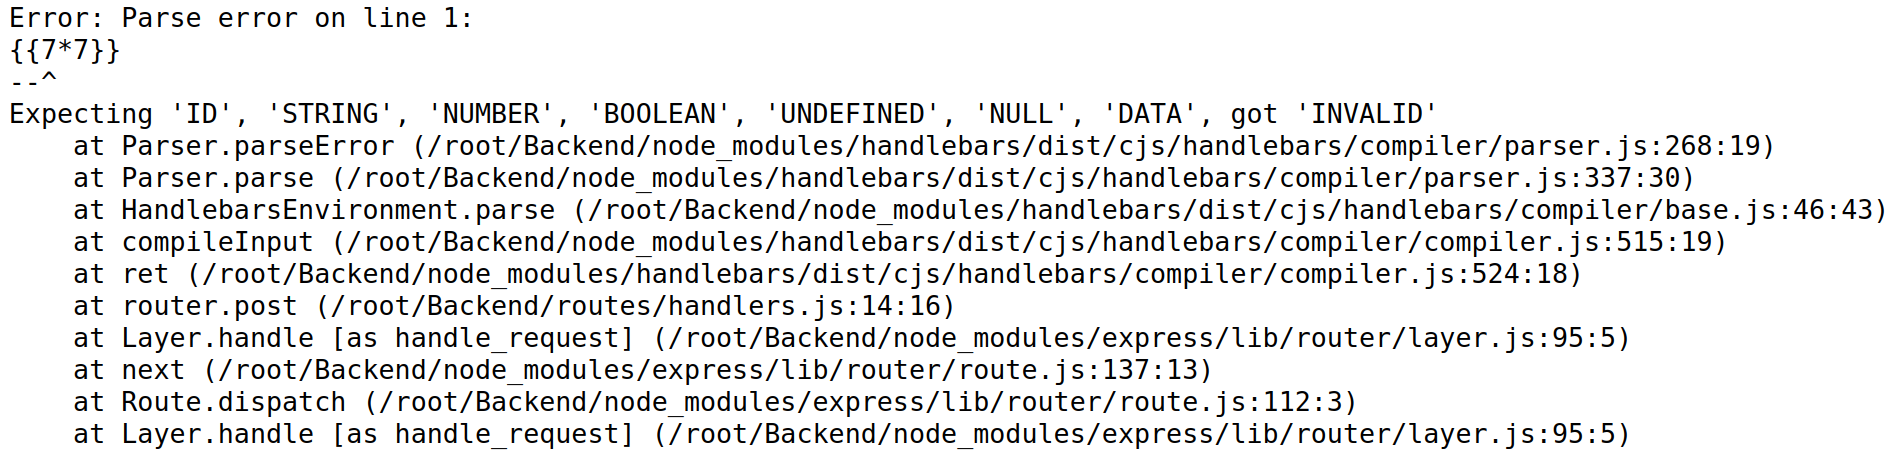 Error: Parse error on line 1:
{{7*7}}
--^
Expecting 'ID', 'STRING', 'NUMBER', 'BOOLEAN', 'UNDEFINED', 'NULL', 'DATA', got 'INVALID'
    at Parser.parseError (/root/Backend/node_modules/handlebars/dist/cjs/handlebars/compiler/parser.js:268:19)
    at Parser.parse (/root/Backend/node_modules/handlebars/dist/cjs/handlebars/compiler/parser.js:337:30)
    at HandlebarsEnvironment.parse (/root/Backend/node_modules/handlebars/dist/cjs/handlebars/compiler/base.js:46:43)
    at compileInput (/root/Backend/node_modules/handlebars/dist/cjs/handlebars/compiler/compiler.js:515:19)
    at ret (/root/Backend/node_modules/handlebars/dist/cjs/handlebars/compiler/compiler.js:524:18)
    at router.post (/root/Backend/routes/handlers.js:14:16)
    at Layer.handle [as handle_request] (/root/Backend/node_modules/express/lib/router/layer.js:95:5)
    at next (/root/Backend/node_modules/express/lib/router/route.js:137:13)
    at Route.dispatch (/root/Backend/node_modules/express/lib/router/route.js:112:3)
    at Layer.handle [as handle_request] (/root/Backend/node_modules/express/lib/router/layer.js:95:5)